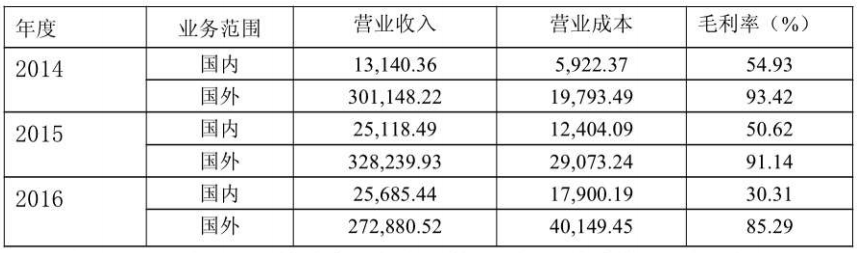 年度 业务范围 营业收入 营业成本 毛利率（%）
2014 国内 13,140.36 5,922.37 54.93
国外 301,148.22 19,793.49 93.42
2015 国内 25,118.49 12,404.09 50.62
国外 328,239.93 29,073.24 91.14
2016 国内 25,685.44 17,900.19 30.31
国外 272,880.52 40,149.45 85.29